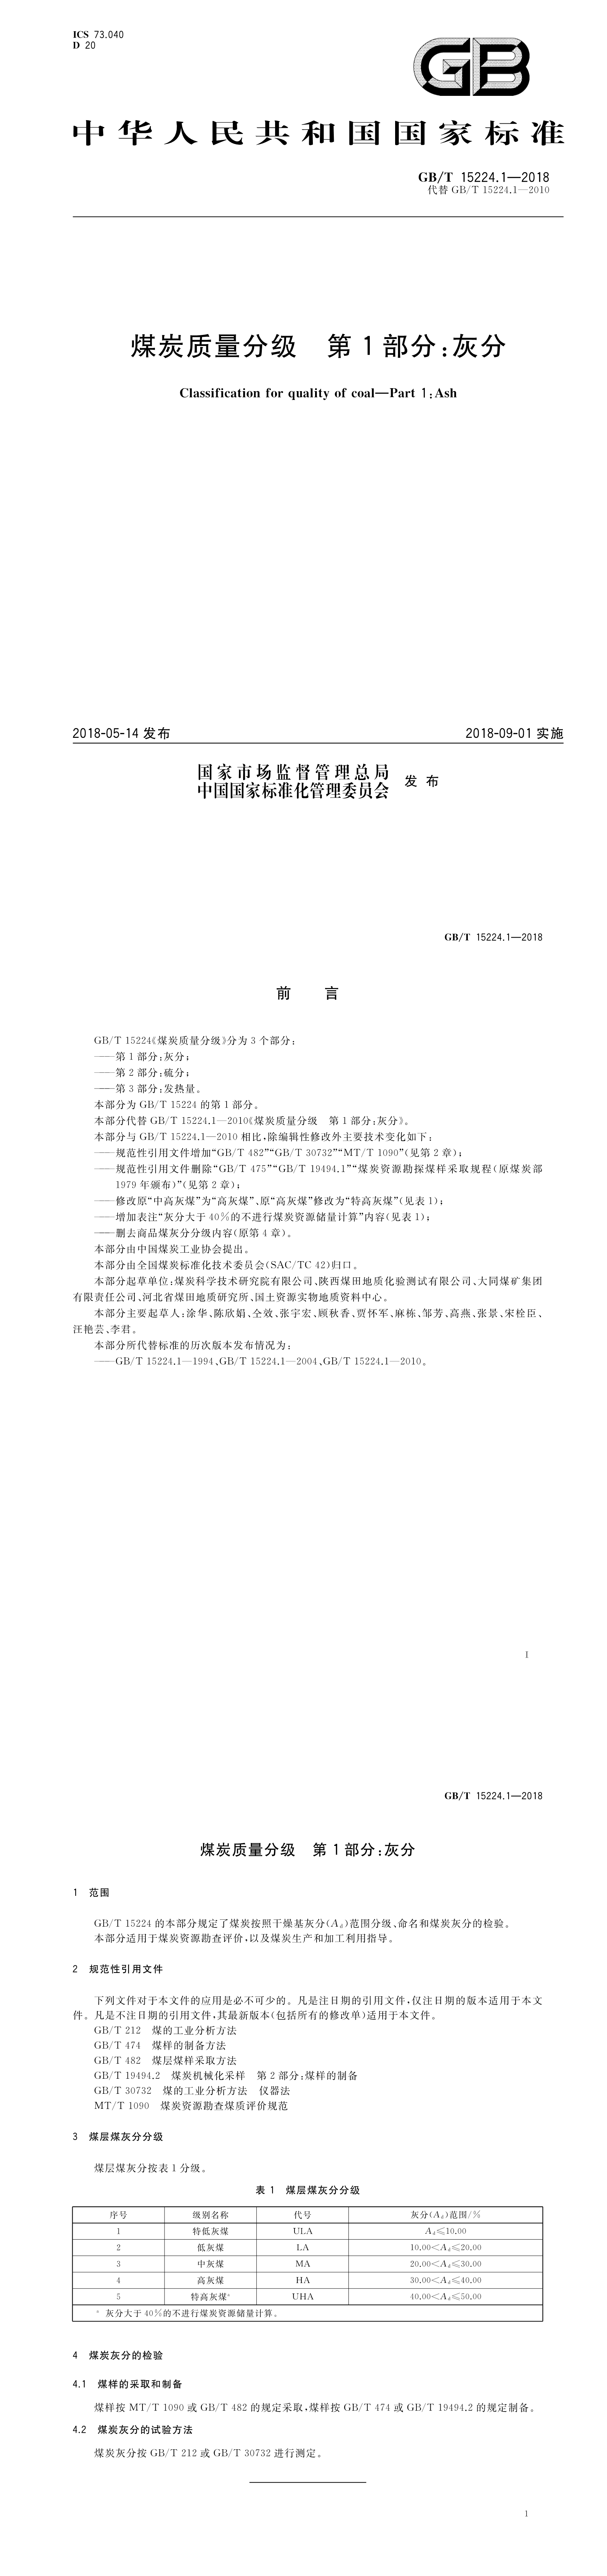 ICS 73.040
D 20
GB
中华人民共和国国家标准
GB/T 15224.1—2018
代替 GB/T 15224.1—2010
煤炭质量分级 第1部分:灰分
Classification for quality of coal—Part 1:Ash
2018-05-14 发布
2018-09-01 实施
国家市场监督管理总局
中国国家标准化管理委员会 发布
GB/T 15224.1—2018
前 言
GB/T 15224《煤炭质量分级》分为3个部分:
——第1部分:灰分;
——第2部分:硫分;
——第3部分:发热量。
本部分为GB/T 15224的第1部分。
本部分代替GB/T 15224.1—2010《煤炭质量分级 第1部分:灰分》。
本部分与GB/T 15224.1—2010相比,除编辑性修改外主要技术变化如下:
——规范性引用文件增加“GB/T 482”“GB/T 30732”“MT/T 1090”(见第2章);
——规范性引用文件删除“GB/T 475”“GB/T 19494.1”“煤炭资源勘探煤样采取规程(原煤炭部
1979年颁布)”(见第2章);
——修改原“中高灰煤”为“高灰煤”、原“高灰煤”修改为“特高灰煤”(见表1);
——增加表注“灰分大于40%的不进行煤炭资源储量计算”内容(见表1);
——删去商品煤灰分分级内容(原第4章)。
本部分由中国煤炭工业协会提出。
本部分由全国煤炭标准化技术委员会(SAC/TC 42)归口。
本部分起草单位:煤炭科学技术研究院有限公司、陕西煤田地质化验测试有限公司、大同煤矿集团
有限责任公司、河北省煤田地质研究所、国土资源实物地质资料中心。
本部分主要起草人:涂华、陈欣娟、仝效、张宇宏、顾秋香、贾怀军、麻栋、邹芳、高燕、张景、宋栓臣、
汪艳芸、李君。
本部分所代替标准的历次版本发布情况为:
——GB/T 15224.1—1994、GB/T 15224.1—2004、GB/T 15224.1—2010。
I
GB/T 15224.1—2018
煤炭质量分级 第1部分:灰分
1 范围
GB/T 15224的本部分规定了煤炭按照干燥基灰分(Ad)范围分级、命名和煤炭灰分的检验。
本部分适用于煤炭资源勘查评价,以及煤炭生产和加工利用指导。
2 规范性引用文件
下列文件对于本文件的应用是必不可少的。凡是注日期的引用文件,仅注日期的版本适用于本文
件。凡是不注日期的引用文件,其最新版本(包括所有的修改单)适用于本文件。
GB/T 212 煤的工业分析方法
GB/T 474 煤样的制备方法
GB/T 482 煤层煤样采取方法
GB/T 19494.2 煤炭机械化采样 第2部分:煤样的制备
GB/T 30732 煤的工业分析方法 仪器法
MT/T 1090 煤炭资源勘查煤质评价规范
3 煤层煤灰分分级
煤层煤灰分按表1分级。
表1 煤层煤灰分分级
序号 级别名称 代号 灰分(Ad)范围/%
1 特低灰煤 ULA Ad≤10.00
2 低灰煤 LA 10.00<Ad≤20.00
3 中灰煤 MA 20.00<Ad≤30.00
4 高灰煤 HA 30.00<Ad≤40.00
5 特高灰煤a UHA 40.00<Ad≤50.00
a 灰分大于40%的不进行煤炭资源储量计算。
4 煤炭灰分的检验
4.1 煤样的采取和制备
煤样按MT/T 1090或GB/T 482的规定采取,煤样按GB/T 474或GB/T 19494.2的规定制备。
4.2 煤炭灰分的试验方法
煤炭灰分按GB/T 212或GB/T 30732进行测定。
1